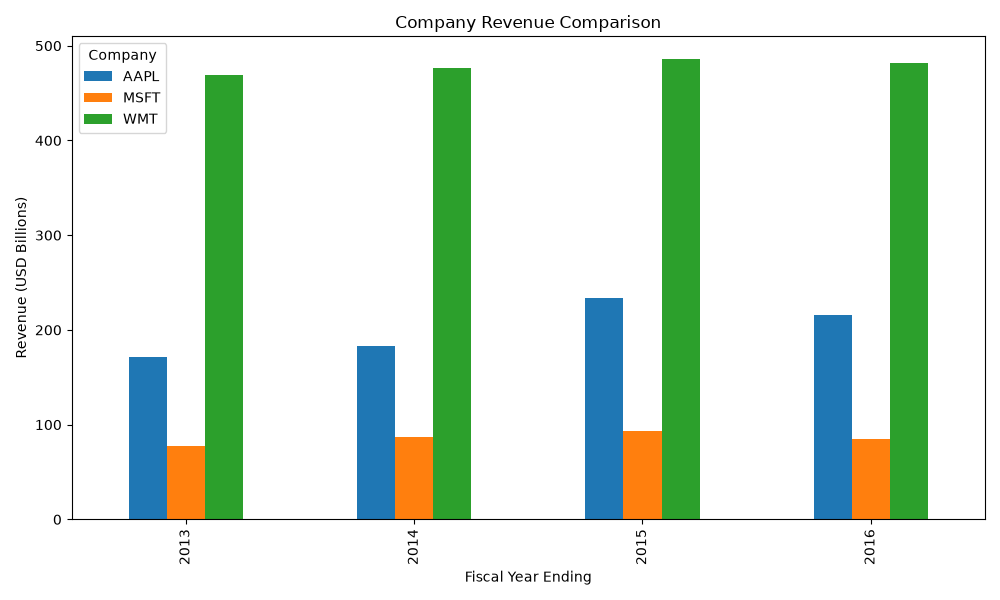 Company Revenue Comparison
Company
AAPL
MSFT
WMT
Revenue (USD Billions)
500
400
300
200
100
0
2013
2014
2015
2016
Fiscal Year Ending